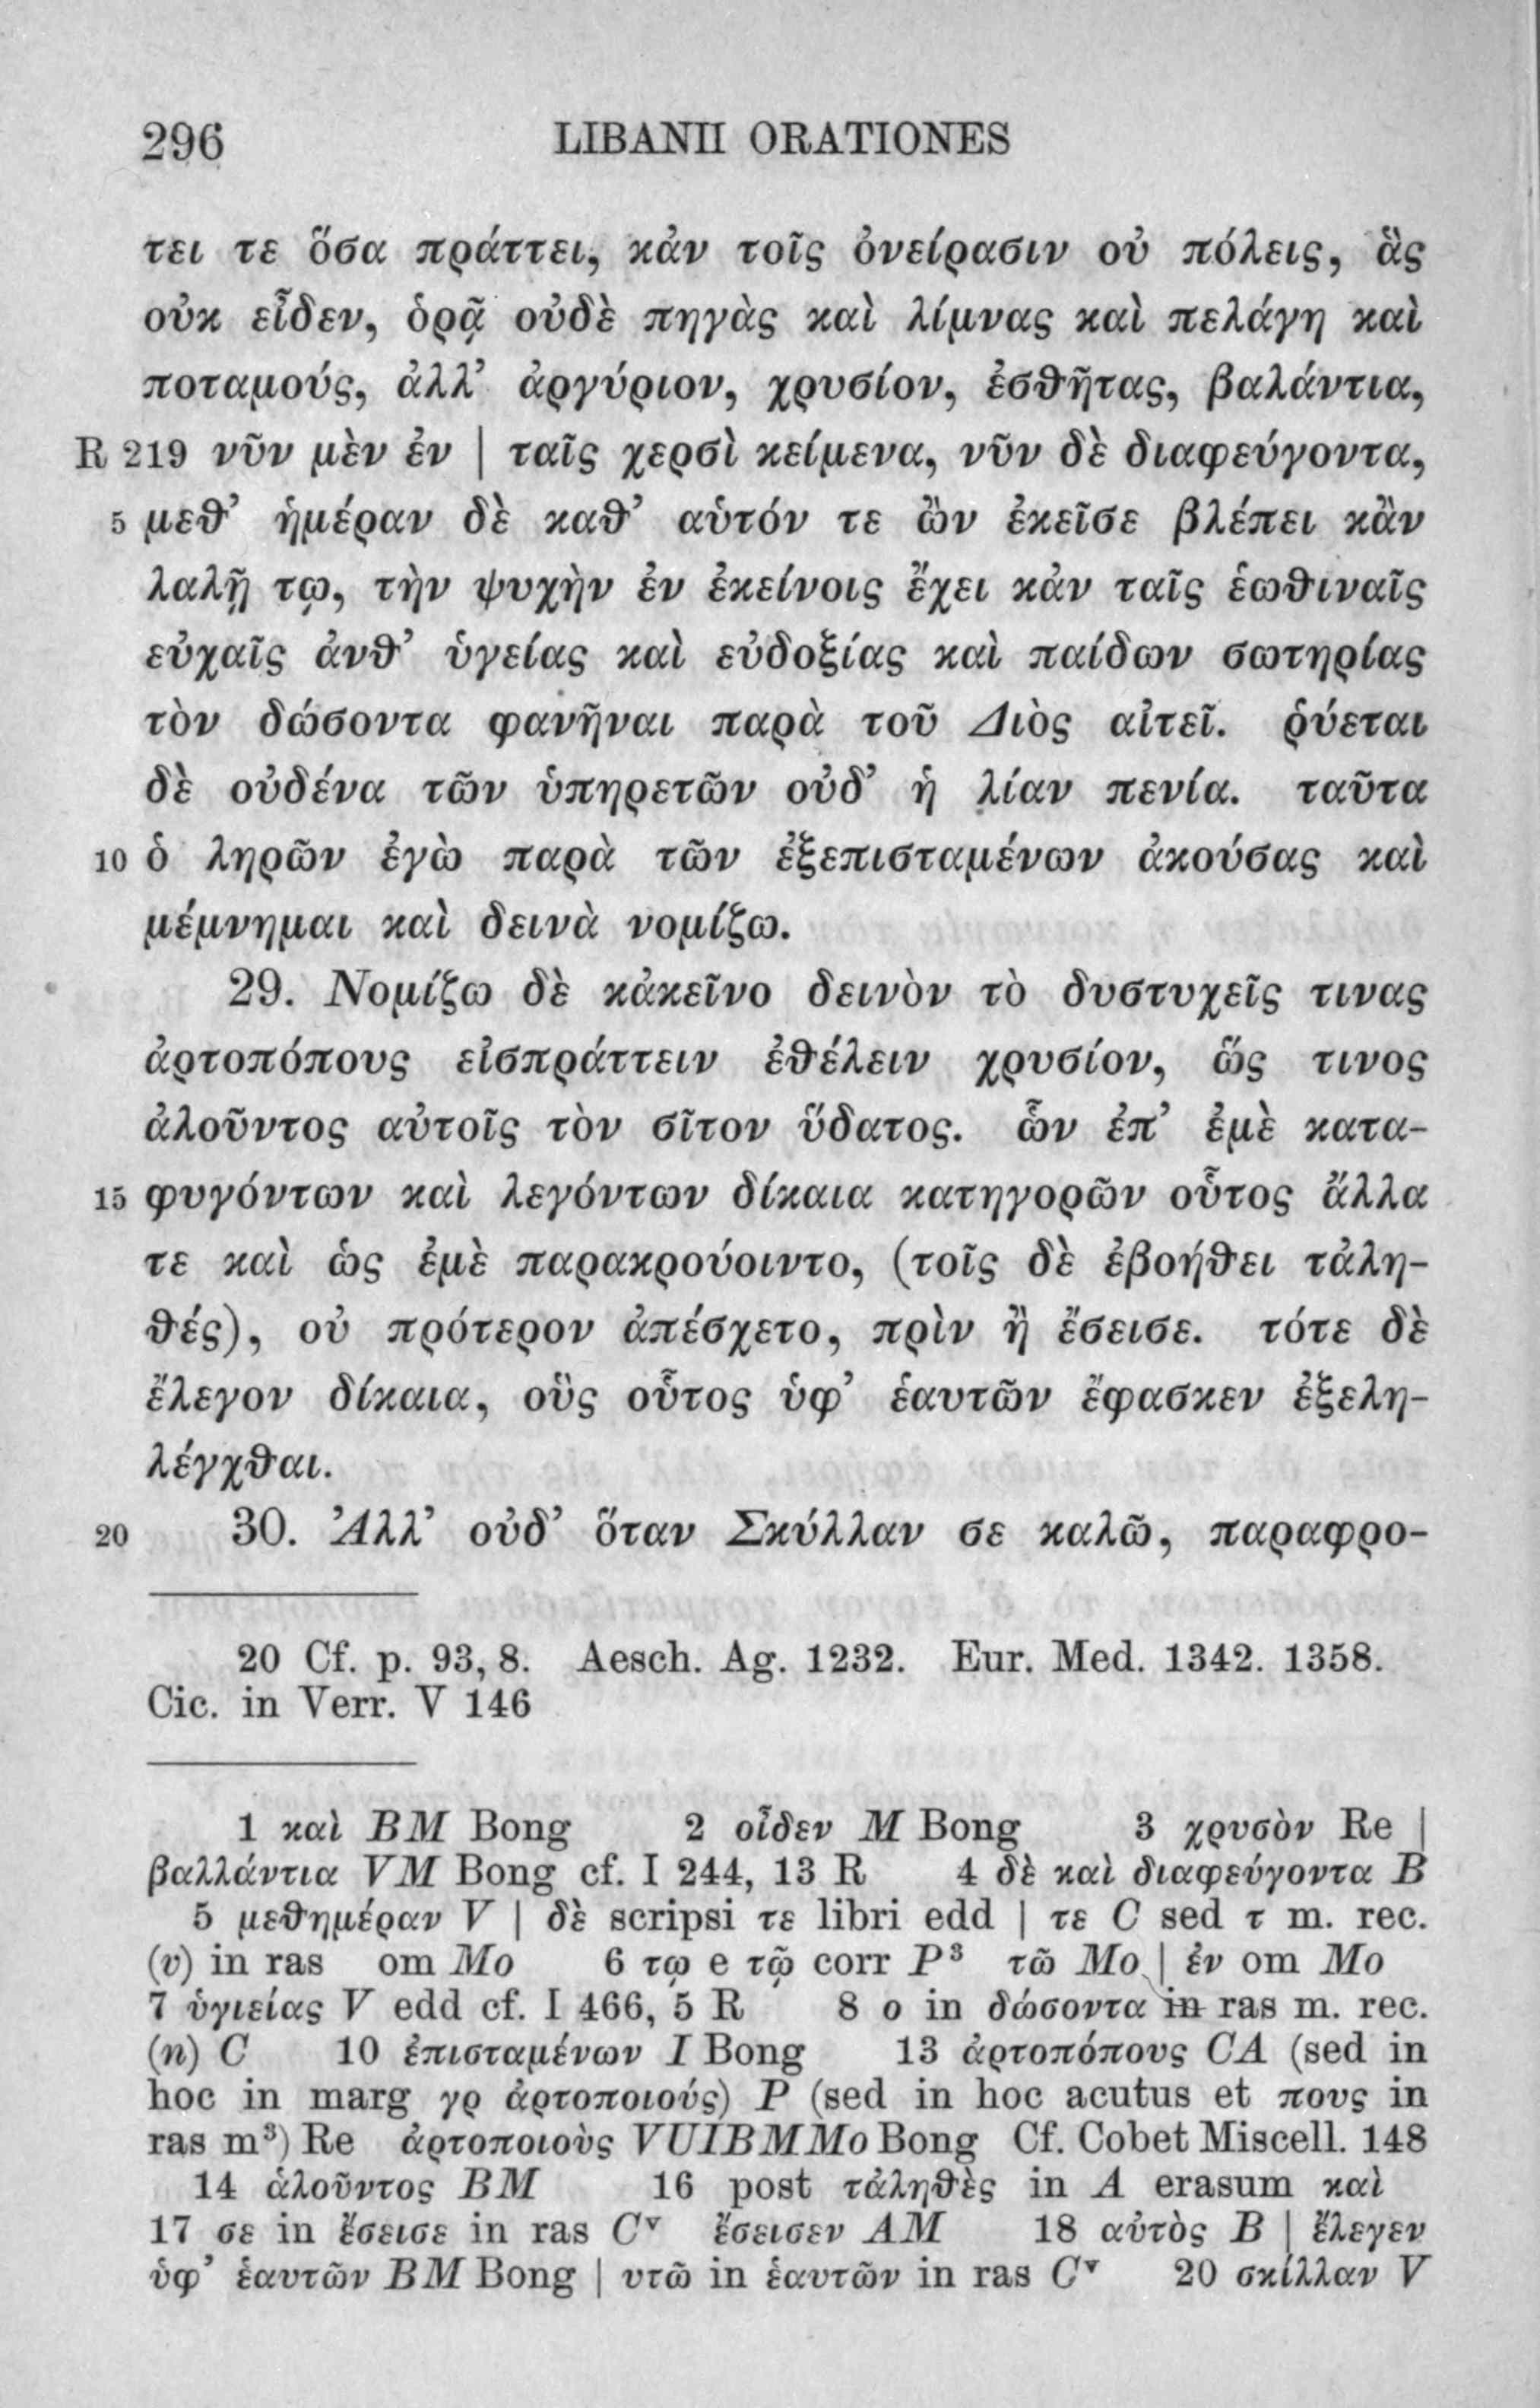 296 LIBANII ORATIONES
τει τε ὅσα πράττει, κἀν τοῖς ὀνείρασιν οὐ πόλεις, ἃς
οὐκ εἶδεν, ὁρᾷ οὐδὲ πηγὰς καὶ λίμνας καὶ πελάγη καὶ
ποταμούς, ἀλλ’ ἀργύριον, χρυσίον, ἐσθῆτας, βαλάντια,
R 219 νῦν μὲν ἐν | ταῖς χερσὶ κείμενα, νῦν δὲ διαφεύγοντα,
5 μεθ’ ἡμέραν δὲ καθ’ αὑτόν τε ὢν ἐκεῖσε βλέπει κἂν
λαλῇ τῳ, τὴν ψυχὴν ἐν ἐκείνοις ἔχει κἀν ταῖς ἑωθιναῖς
εὐχαῖς ἀνθ’ ὑγείας καὶ εὐδοξίας καὶ παίδων σωτηρίας
τὸν δώσοντα φανῆναι παρὰ τοῦ Διὸς αἰτεῖ. ῥύεται
δὲ οὐδένα τῶν ὑπηρετῶν οὐδ’ ἡ λίαν πενία. ταῦτα
10 ὁ ληρῶν ἐγὼ παρὰ τῶν ἐξεπισταμένων ἀκούσας καὶ
μέμνημαι καὶ δεινὰ νομίζω.
29. Νομίζω δὲ κἀκεῖνο δεινὸν τὸ δυστυχεῖς τινας
ἀρτοπόπους εἰσπράττειν ἐθέλειν χρυσίον, ὥς τινος
ἀλοῦντος αὐτοῖς τὸν σῖτον ὕδατος. ὧν ἐπ’ ἐμὲ κατα-
15 φυγόντων καὶ λεγόντων δίκαια κατηγορῶν οὗτος ἄλλα
τε καὶ ὡς ἐμὲ παρακρούοιντο, (τοῖς δὲ ἐβοήθει τἀλη-
θές), οὐ πρότερον ἀπέσχετο, πρὶν ἢ ἔσεισε. τότε δὲ
ἔλεγον δίκαια, οὓς οὗτος ὑφ’ ἑαυτῶν ἔφασκεν ἐξελη-
λέγχθαι.
20 30. Ἀλλ’ οὐδ’ ὅταν Σκύλλαν σε καλῶ, παραφρο-
20 Cf. p. 93, 8. Aesch. Ag. 1232. Eur. Med. 1342. 1358.
Cic. in Verr. V 146
1 καὶ BM Bong 2 οἶδεν M Bong 3 χρυσὸν Re |
βαλλάντια VM Bong cf. I 244, 13 R 4 δὲ καὶ διαφεύγοντα B
5 μεθημέραν V | δὲ scripsi τε libri edd | τε C sed τ m. rec.
(v) in ras om Mo 6 τῳ e τῷ corr P³ τῶ Mo | ἐν om Mo
7 ὑγιείας V edd cf. I 466, 5 R 8 ο in δώσοντα in ras m. rec.
(n) C 10 ἐπισταμένων I Bong 13 ἀρτοπόπους CA (sed in
hoc in marg γρ ἀρτοποιούς) P (sed in hoc acutus et πους in
ras m³) Re ἀρτοποιοὺς VUIBMMo Bong Cf. Cobet Miscell. 148
14 ἁλοῦντος BM 16 post τἀληθὲς in A erasum καὶ
17 σε in ἔσεισε in ras Cᵛ ἔσεισεν AM 18 αὐτὸς B | ἔλεγεν
ὑφ’ ἑαυτῶν BM Bong | υτῶ in ἑαυτῶν in ras Cᵛ 20 σκίλλαν V